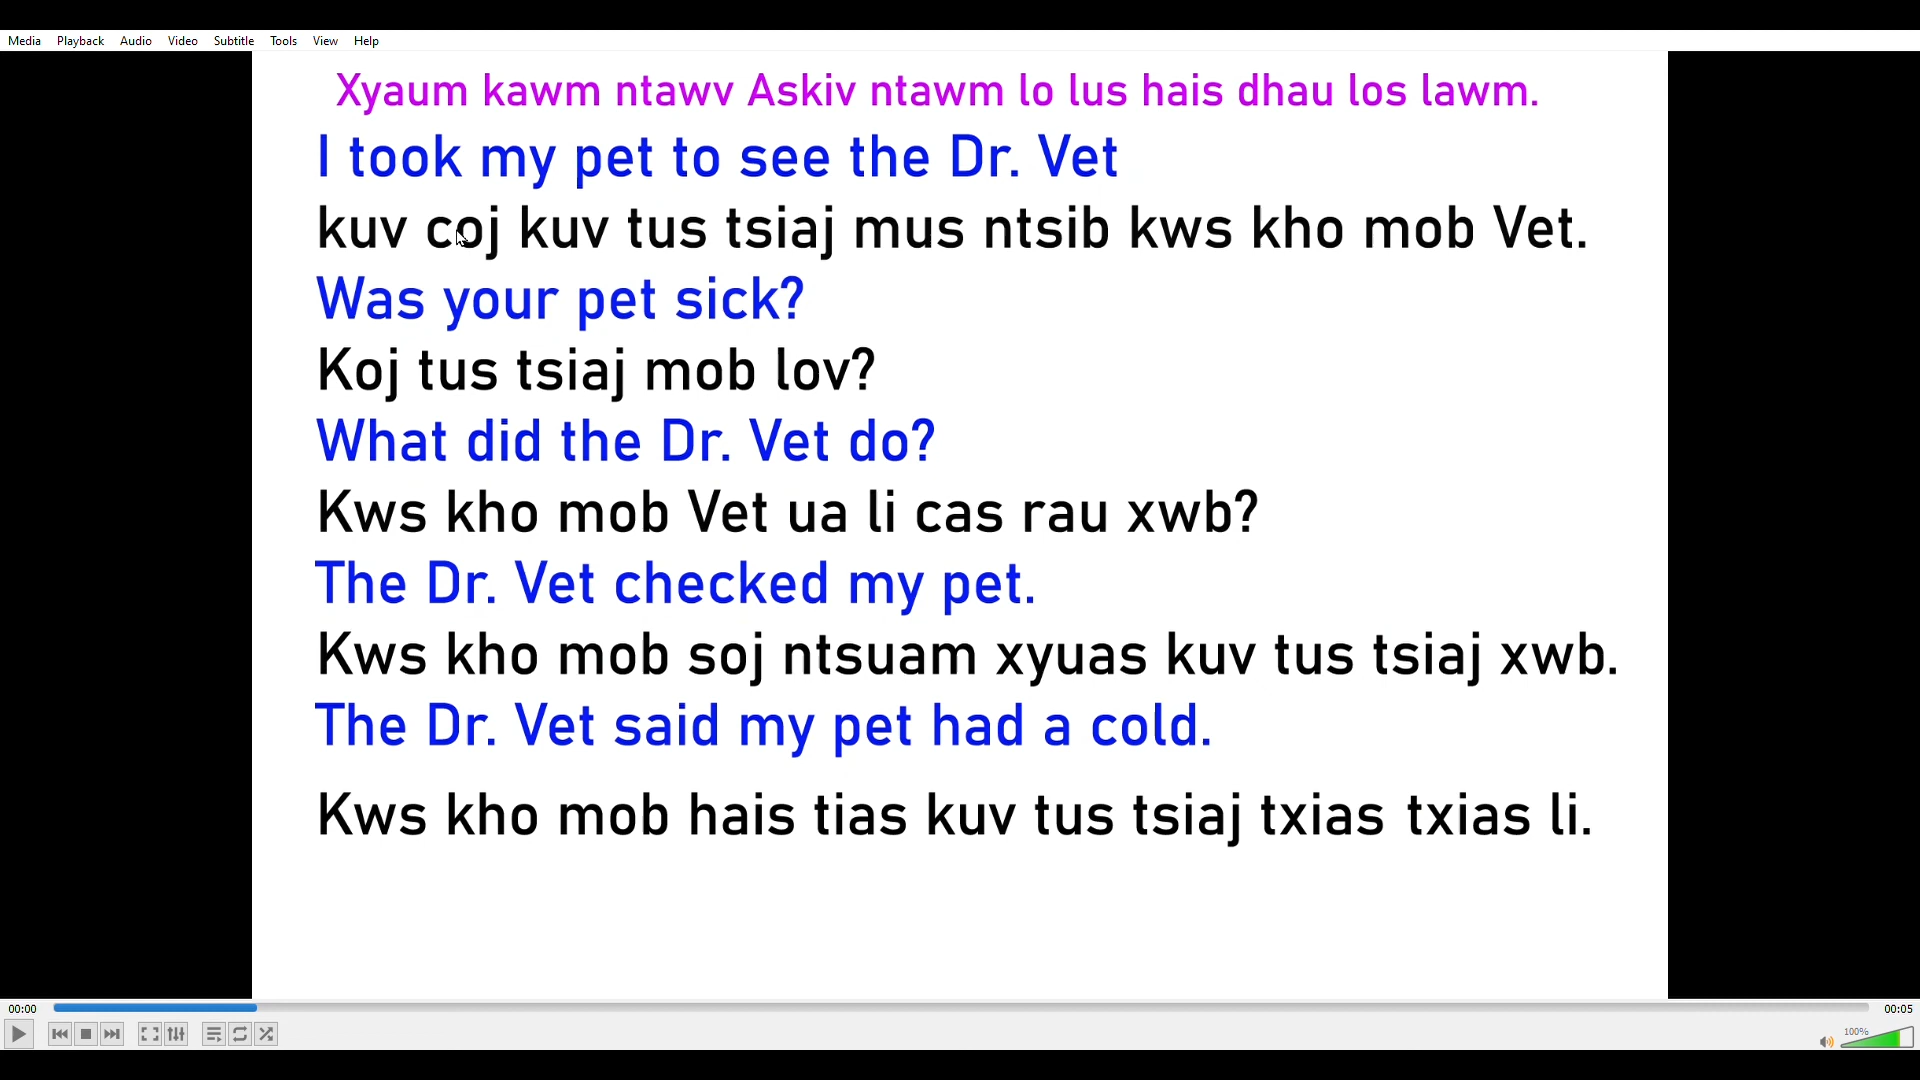 Media Playback Audio Video Subtitle Tools View Help
Xyaum kawm ntawv Askiv ntawm lo lus hais dhau los lawm.
I took my pet to see the Dr. Vet
kuv coj kuv tus tsiaj mus ntsib kws kho mob Vet.
Was your pet sick?
Koj tus tsiaj mob lov?
What did the Dr. Vet do?
Kws kho mob Vet ua li cas rau xwb?
The Dr. Vet checked my pet.
Kws kho mob soj ntsuam xyuas kuv tus tsiaj xwb.
The Dr. Vet said my pet had a cold.
Kws kho mob hais tias kuv tus tsiaj txias txias li.
00:00 00:05
100%